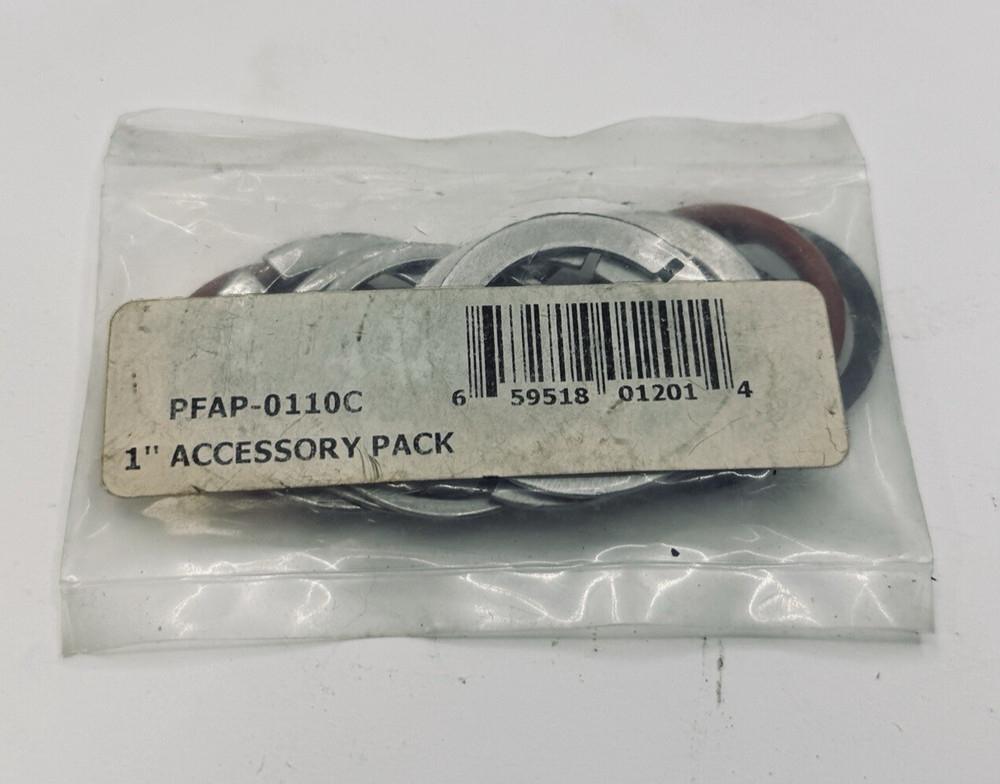 6 59518 01201 4
PFAP-0110C
1" ACCESSORY PACK